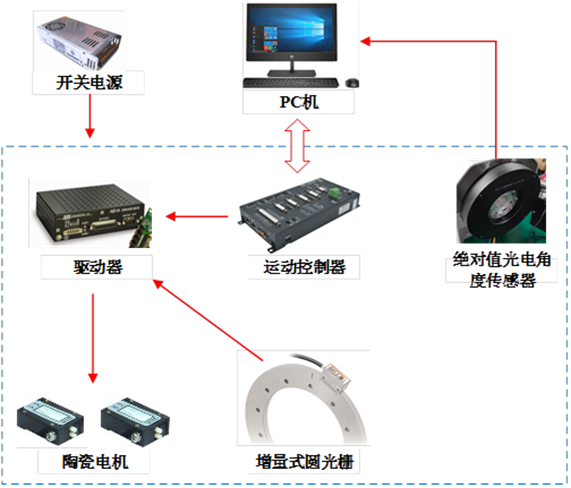 开关电源
PC机
驱动器
运动控制器
绝对值光电角
度传感器
陶瓷电机
增量式圆光栅